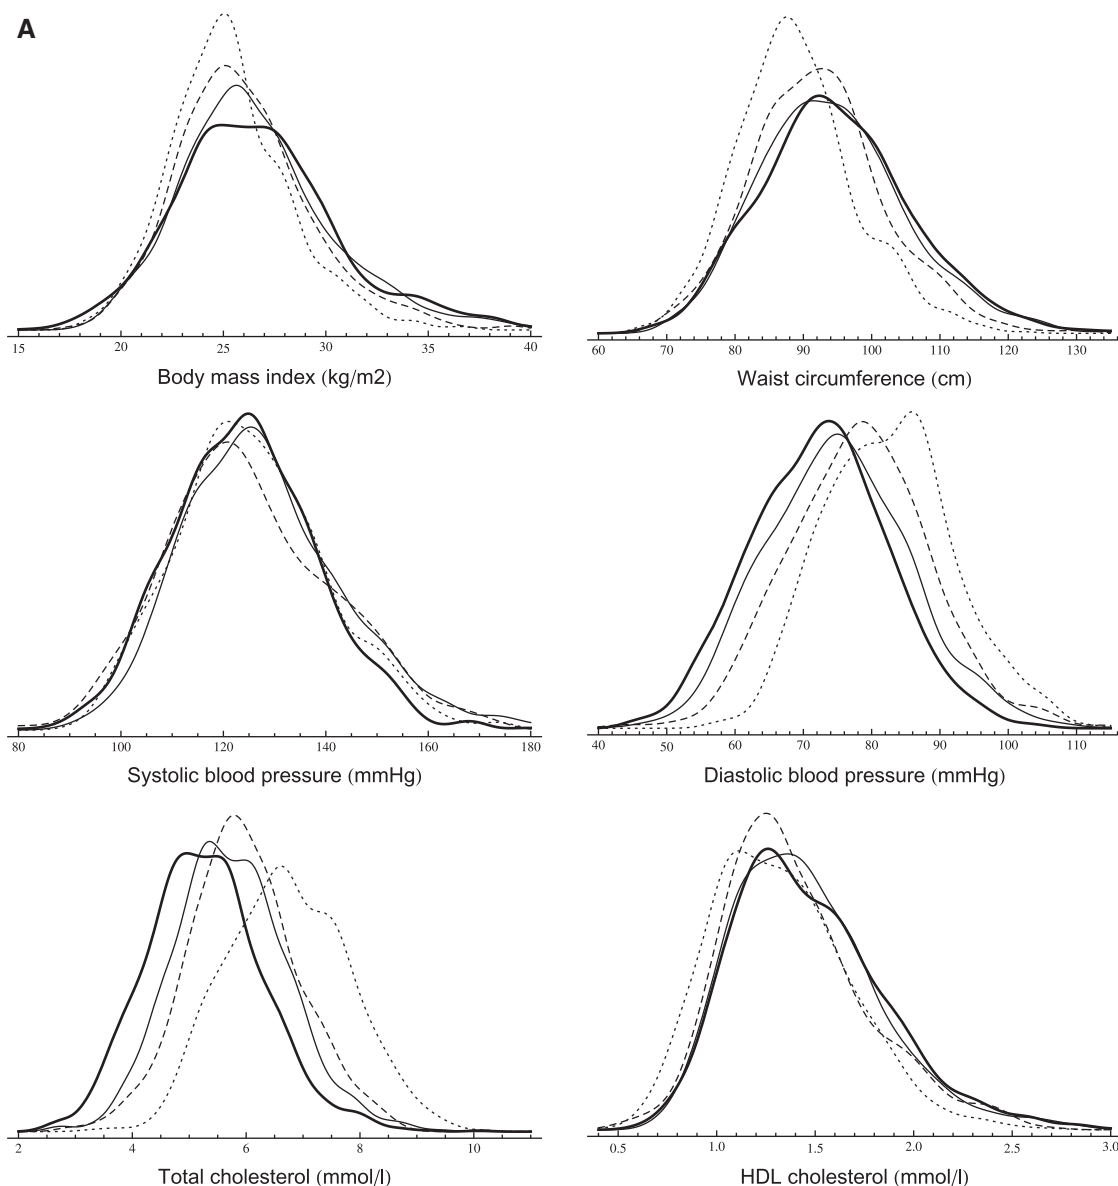 A
15 20 25 30 35 40
Body mass index (kg/m2)
60 70 80 90 100 110 120 130
Waist circumference (cm)
80 100 120 140 160 180
Systolic blood pressure (mmHg)
40 50 60 70 80 90 100 110
Diastolic blood pressure (mmHg)
2 4 6 8 10
Total cholesterol (mmol/l)
0.5 1.0 1.5 2.0 2.5 3.0
HDL cholesterol (mmol/l)